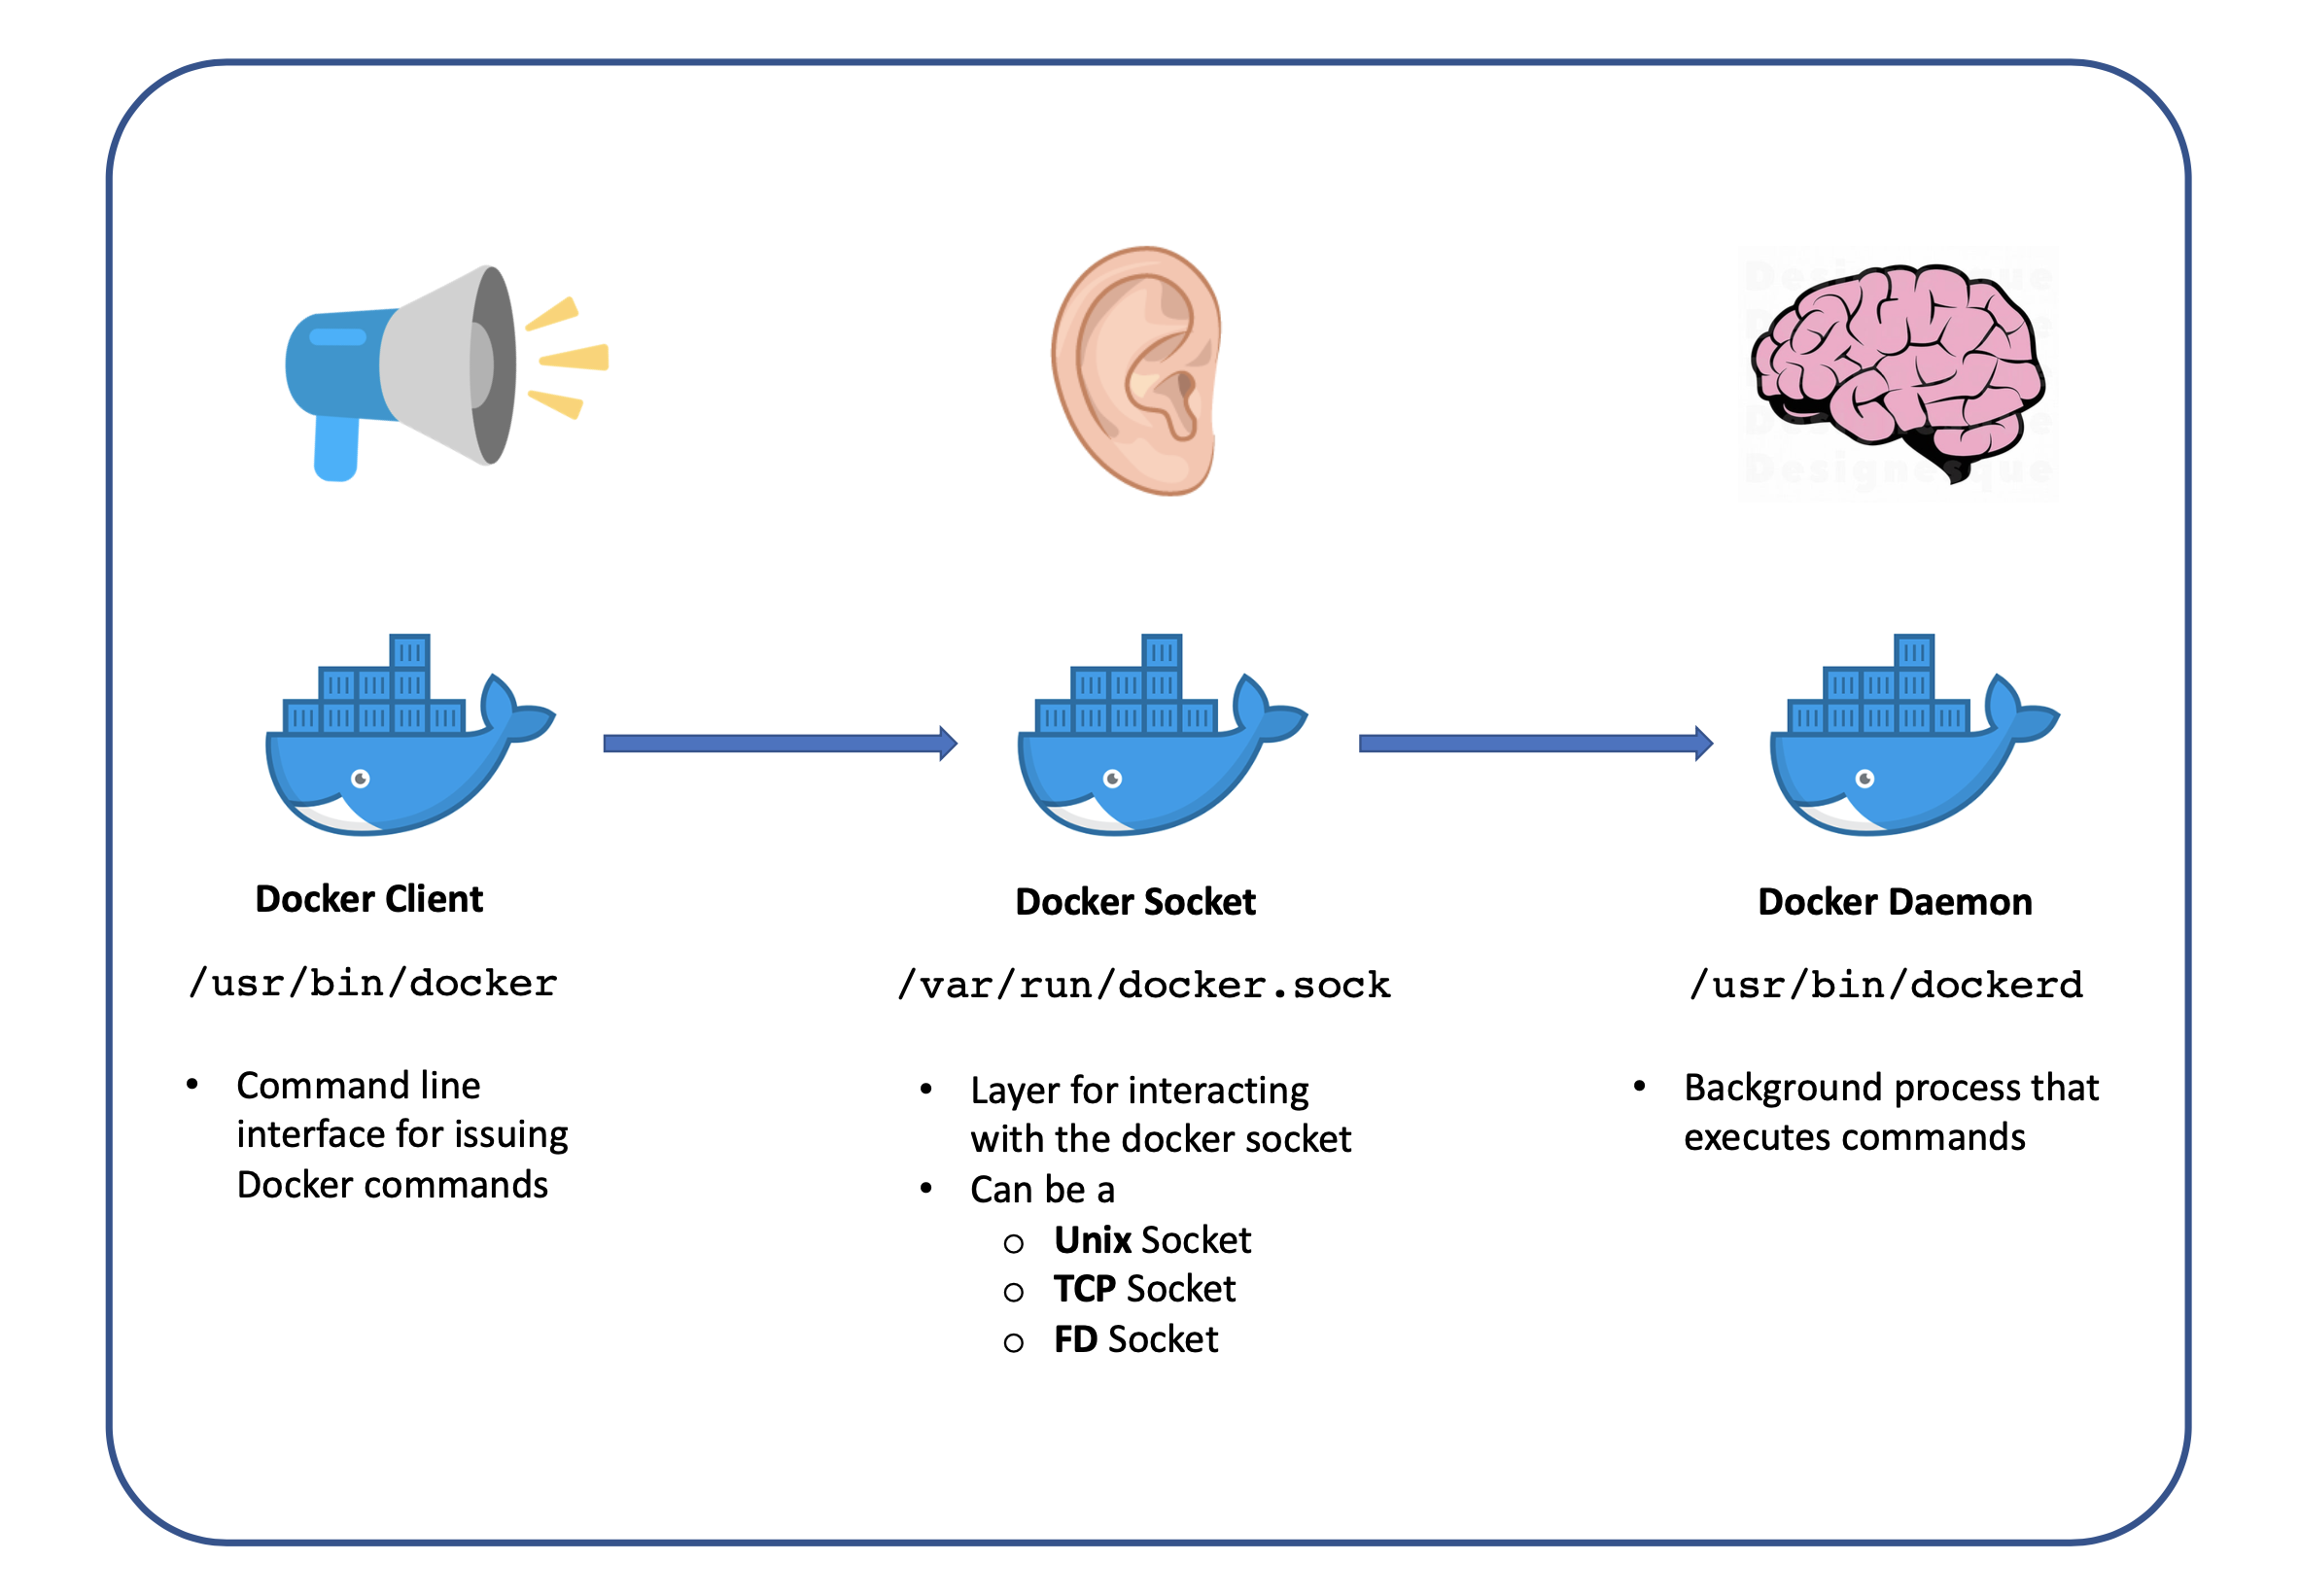 Designesque
Docker Client
/usr/bin/docker
• Command line
interface for issuing
Docker commands
Docker Socket
/var/run/docker.sock
• Layer for interacting
with the docker socket
• Can be a
o Unix Socket
o TCP Socket
o FD Socket
Docker Daemon
/usr/bin/dockerd
• Background process that
executes commands